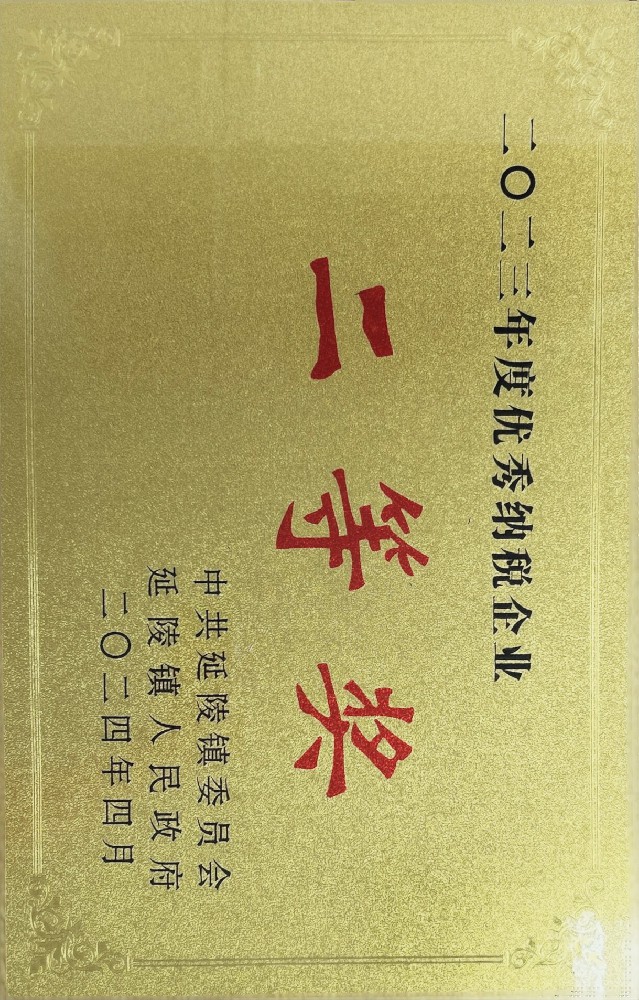 二〇二三年度优秀纳税企业
二等奖
中共延陵镇委员会
延陵镇人民政府
二〇二四年四月